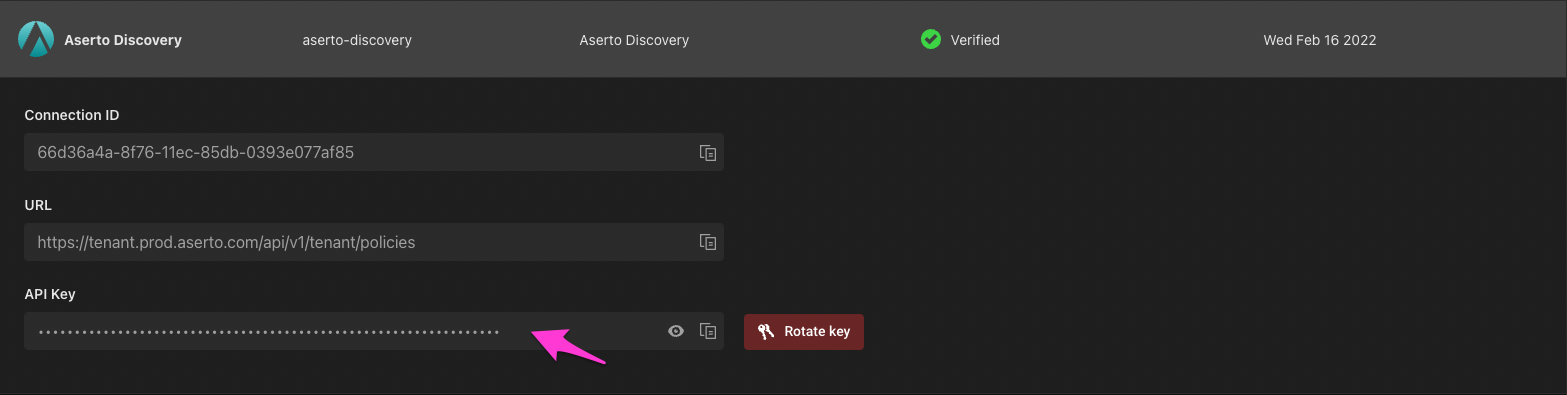 Aserto Discovery aserto-discovery Aserto Discovery Verified Wed Feb 16 2022
Connection ID
66d36a4a-8f76-11ec-85db-0393e077af85
URL
https://tenant.prod.aserto.com/api/v1/tenant/policies
API Key
••••••••••••••••••••••••••••••••••••••••••••••••••••••••••••••••
Rotate key